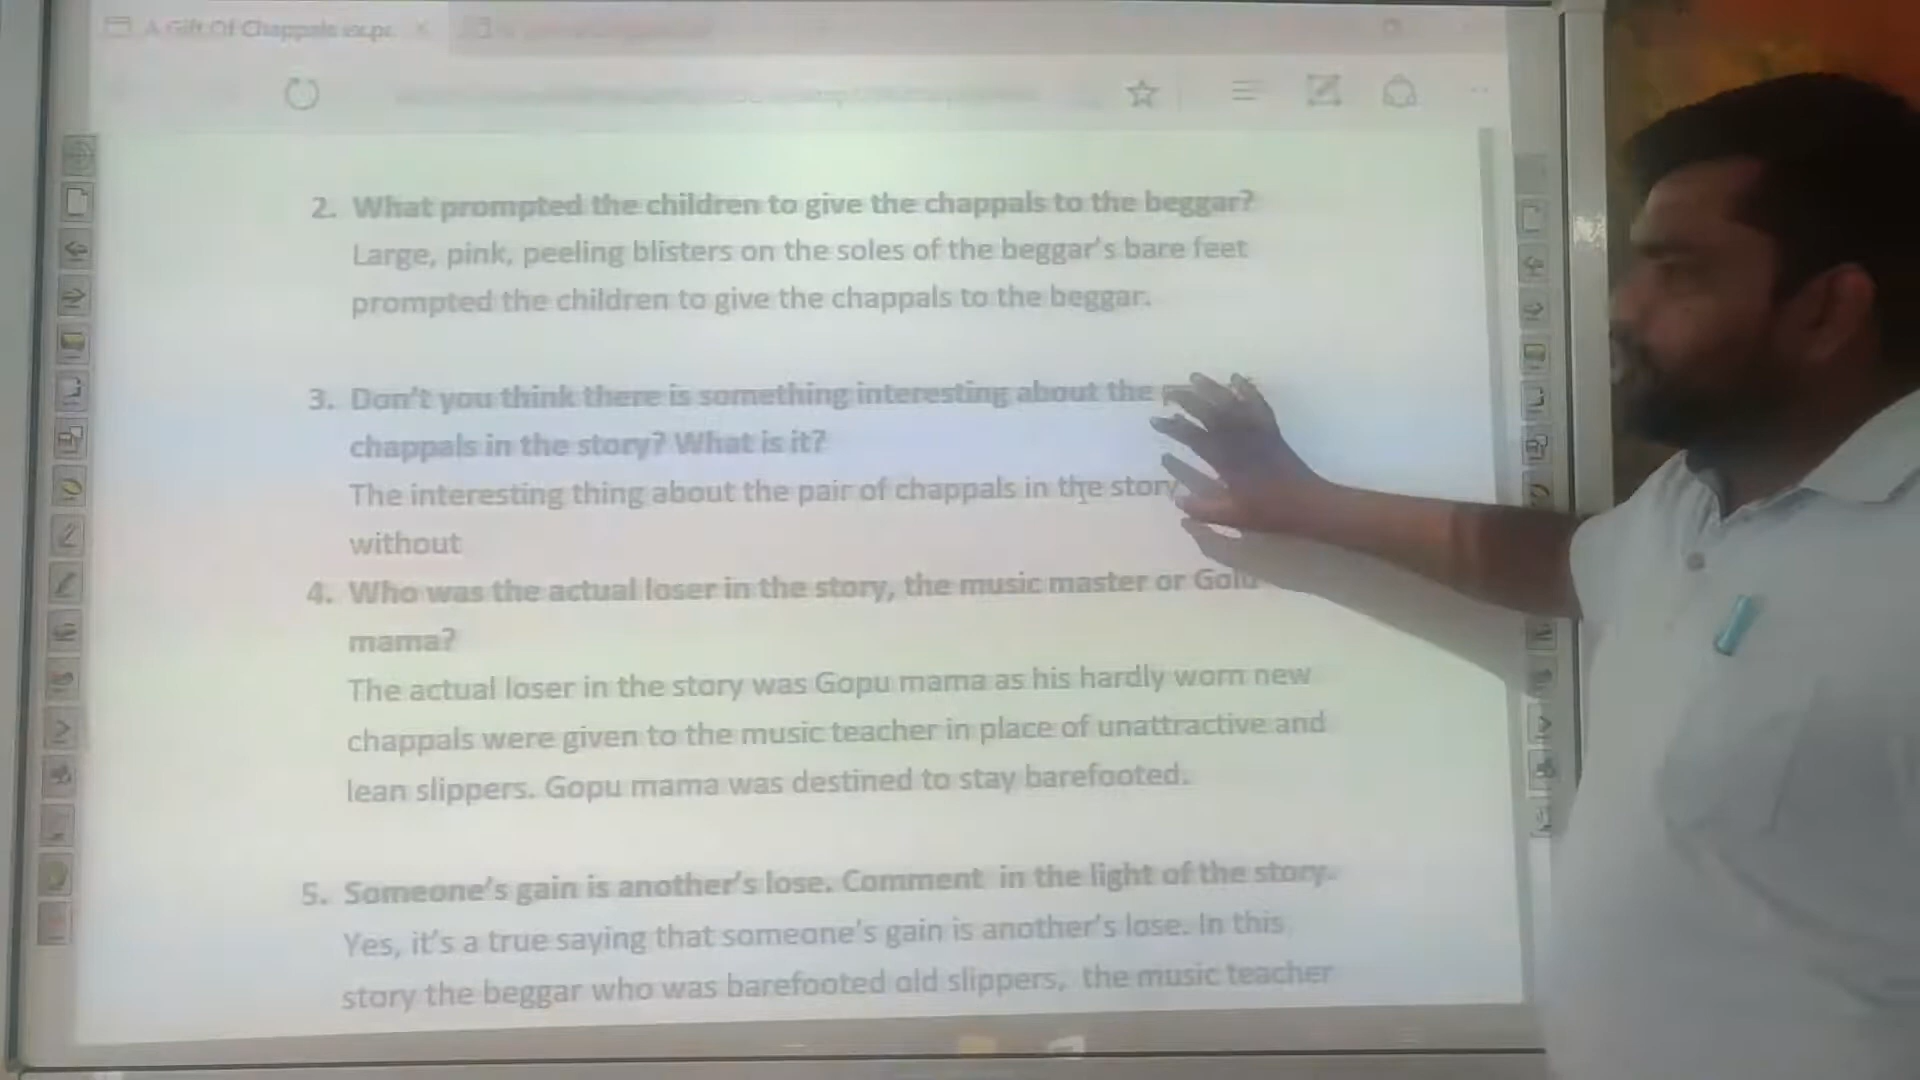 A Gift Of Chappals
2. What prompted the children to give the chappals to the beggar?
Large, pink, peeling blisters on the soles of the beggar's bare feet
prompted the children to give the chappals to the beggar.
3. Don't you think there is something interesting about the
chappals in the story? What is it?
The interesting thing about the pair of chappals in the story
without
4. Who was the actual loser in the story, the music master or
mama?
The actual loser in the story was Gopu mama as his hardly worn new
chappals were given to the music teacher in place of unattractive and
lean slippers. Gopu mama was destined to stay barefooted.
5. Someone's gain is another's lose. Comment in the light of the story.
Yes, it's a true saying that someone's gain is another's lose. In this
story the beggar who was barefooted old slippers, the music teacher